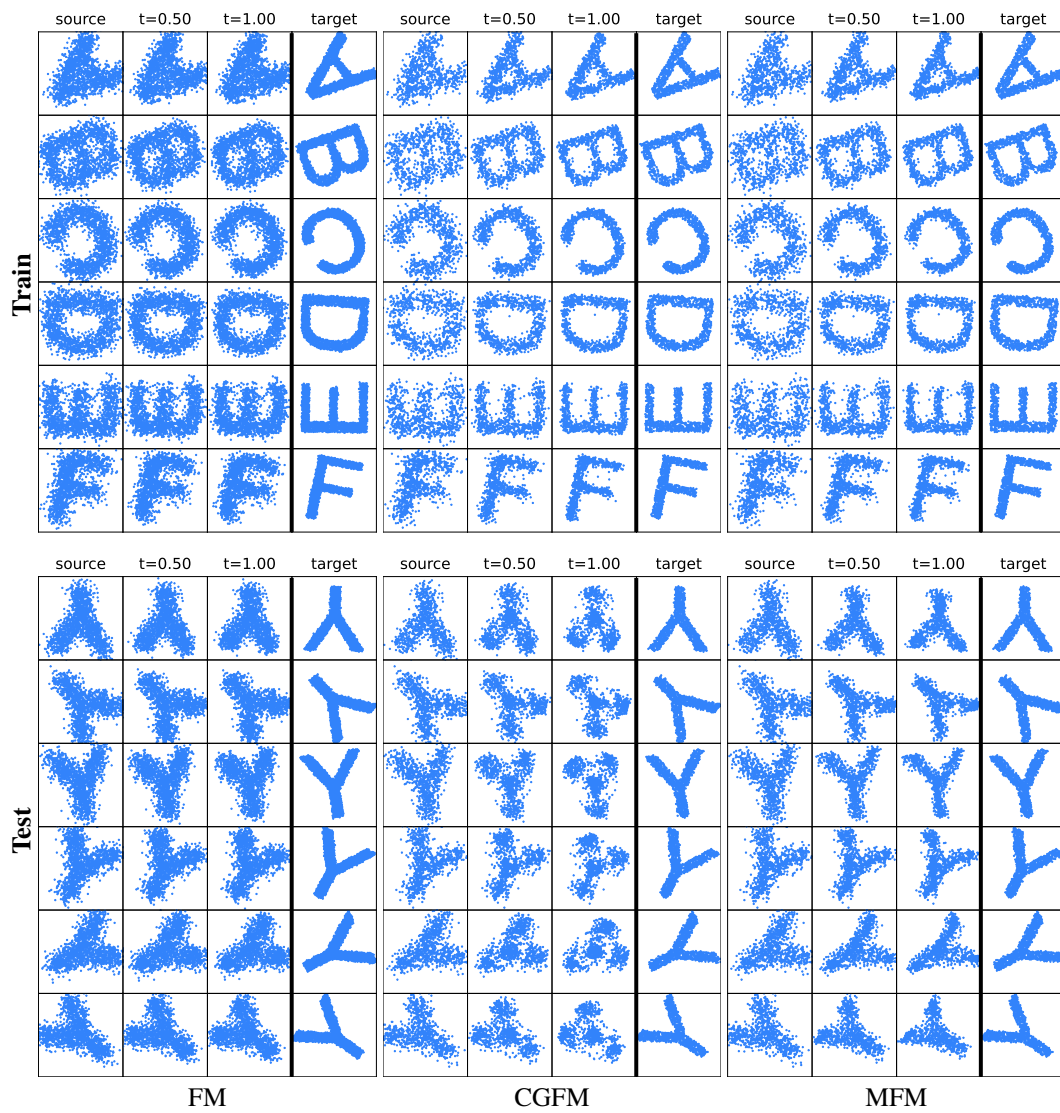 source t=0.50 t=1.00 target source t=0.50 t=1.00 target source t=0.50 t=1.00 target
Train
source t=0.50 t=1.00 target source t=0.50 t=1.00 target source t=0.50 t=1.00 target
Test
FM CGFM MFM